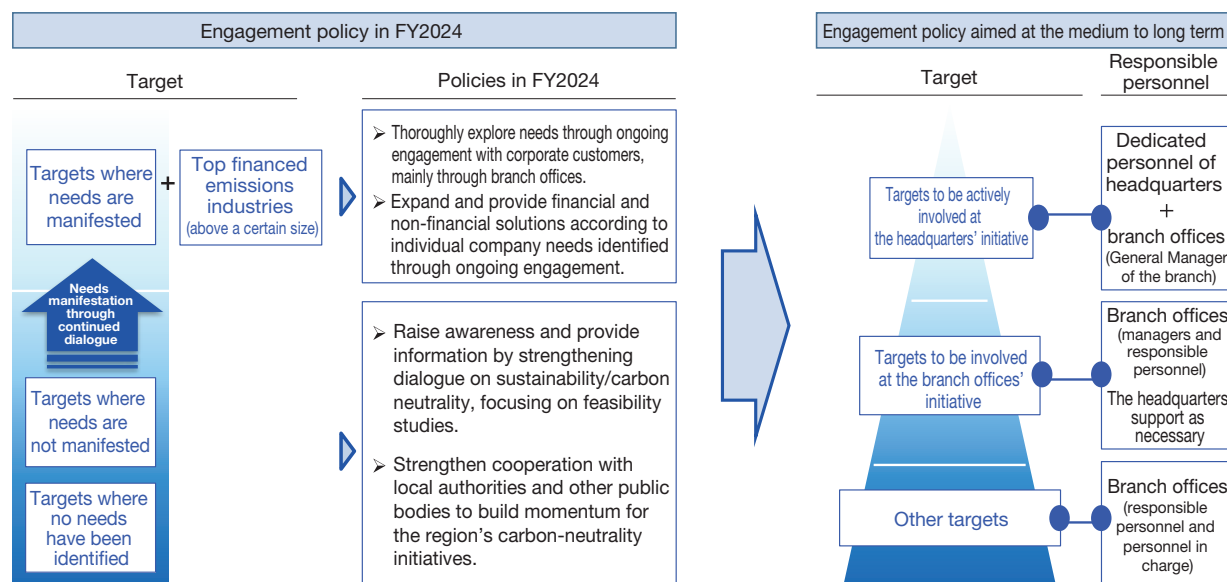 Engagement policy in FY2024
Target
Policies in FY2024
Targets where
needs are
manifested
+
Top financed
emissions
industries
(above a certain size)
➢ Thoroughly explore needs through ongoing
engagement with corporate customers,
mainly through branch offices.
➢ Expand and provide financial and
non-financial solutions according to
individual company needs identified
through ongoing engagement.
Needs
manifestation
through
continued
dialogue
Targets where
needs are
not manifested
Targets where
no needs
have been
identified
➢ Raise awareness and provide
information by strengthening
dialogue on sustainability/carbon
neutrality, focusing on feasibility
studies.
➢ Strengthen cooperation with
local authorities and other public
bodies to build momentum for
the region's carbon-neutrality
initiatives.
Engagement policy aimed at the medium to long term
Target
Responsible
personnel
Targets to be actively
involved at
the headquarters' initiative
Dedicated
personnel of
headquarters
+
branch offices
(General Manager
of the branch)
Targets to be involved
at the branch offices'
initiative
Branch offices
(managers and
responsible
personnel)
The headquarters
support as
necessary
Other targets
Branch offices
(responsible
personnel and
personnel in
charge)